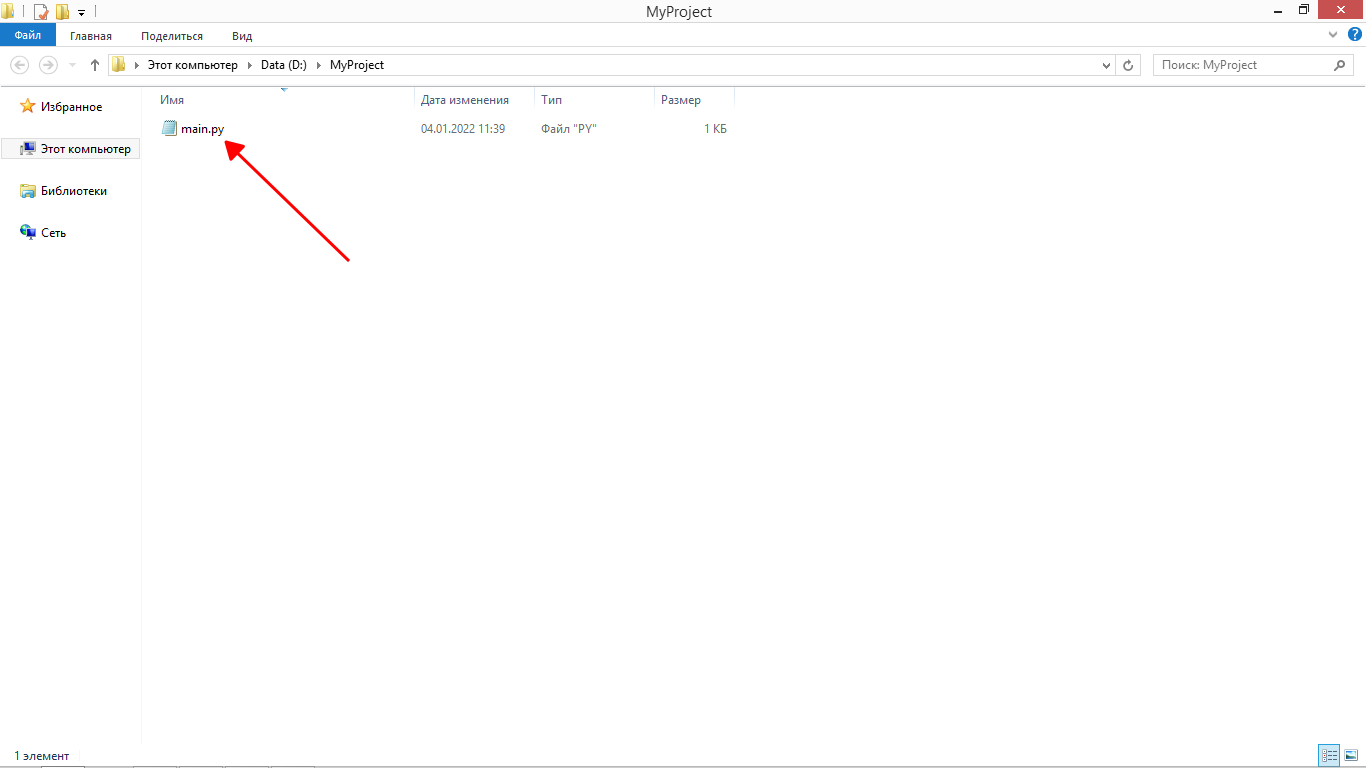 MyProject
Файл Главная Поделиться Вид
Этот компьютер Data (D:) MyProject Поиск: MyProject
Имя Дата изменения Тип Размер
main.py 04.01.2022 11:39 Файл "PY" 1 КБ
Избранное
Этот компьютер
Библиотеки
Сеть
1 элемент